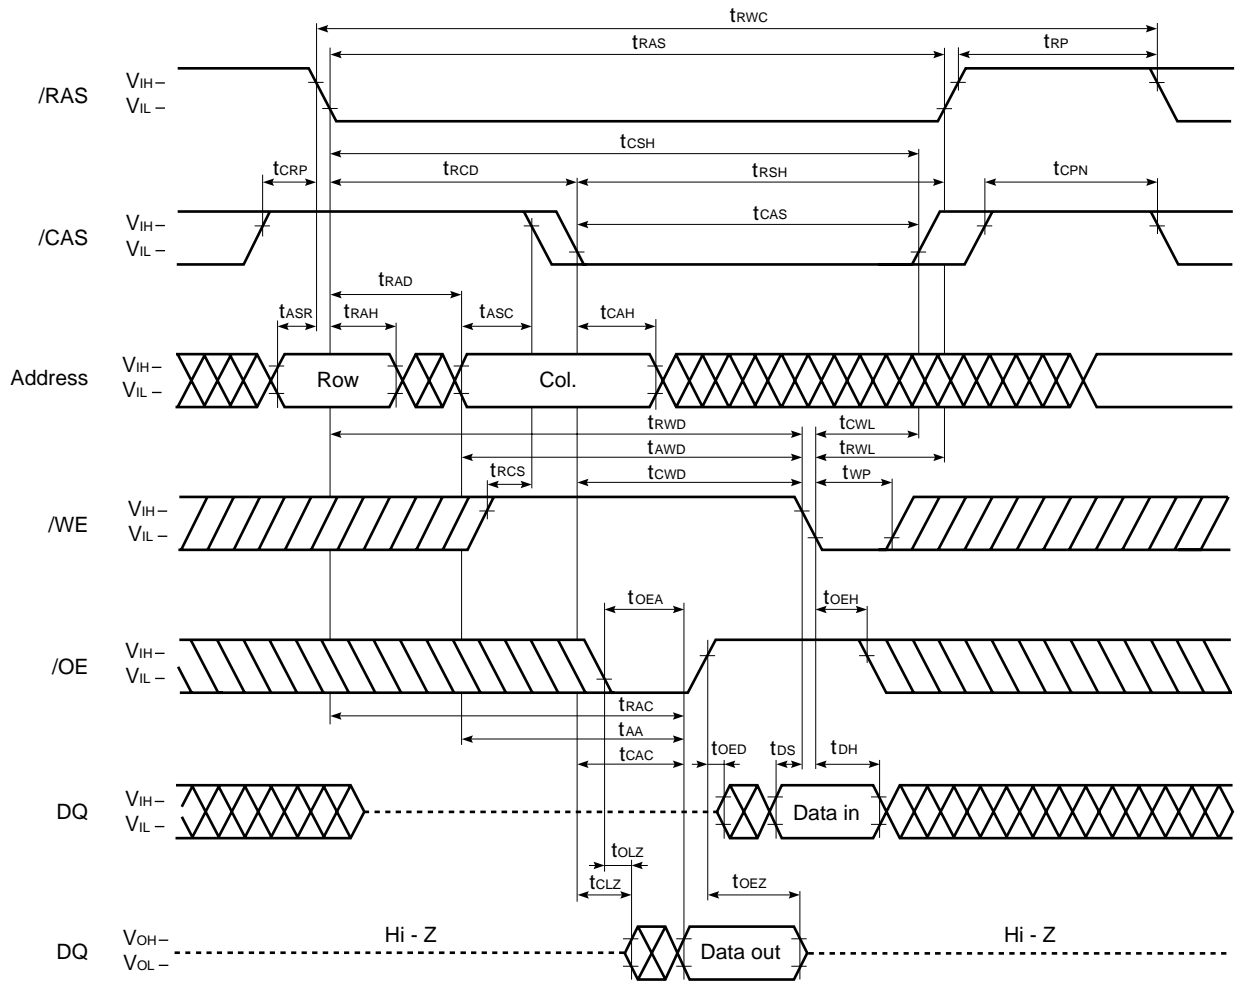 tRWC
tRAS
tRP
/RAS
VIH–
VIL –
tCSH
tCRP
tRCD
tRSH
tCPN
/CAS
VIH–
VIL –
tCAS
tRAD
tASR
tRAH
tASC
tCAH
Address
VIH–
VIL –
Row
Col.
tRWD
tCWL
tAWD
tRWL
tRCS
tCWD
tWP
/WE
VIH–
VIL –
tOEA
tOEH
/OE
VIH–
VIL –
tRAC
tAA
tCAC
tOED
tDS
tDH
DQ
VIH–
VIL –
Data in
tOLZ
tCLZ
tOEZ
DQ
VOH–
VOL –
Hi - Z
Data out
Hi - Z